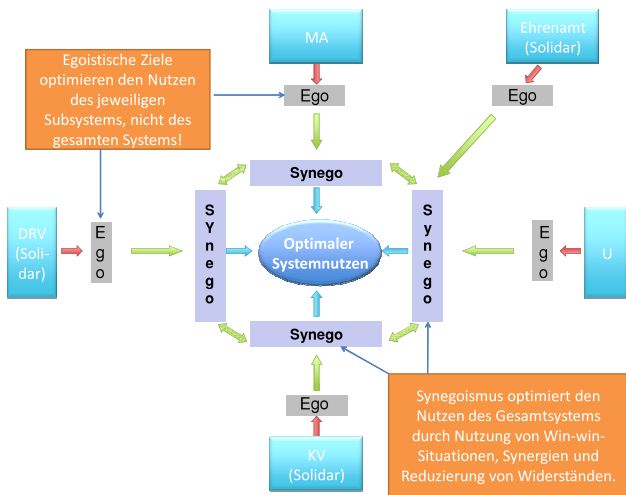 MA
Ehrenamt
(Solidar)
Egoistische Ziele
optimieren den Nutzen
des jeweiligen
Subsystems, nicht des
gesamten Systems!
Ego
Ego
Synego
DRV
(Soli-
dar)
E
g
o
S
y
n
e
g
o
Optimaler
Systemnutzen
S
y
n
e
g
o
E
g
o
U
Synego
Ego
KV
(Solidar)
Synegoismus optimiert den
Nutzen des Gesamtsystems
durch Nutzung von Win-win-
Situationen, Synergien und
Reduzierung von Widerständen.